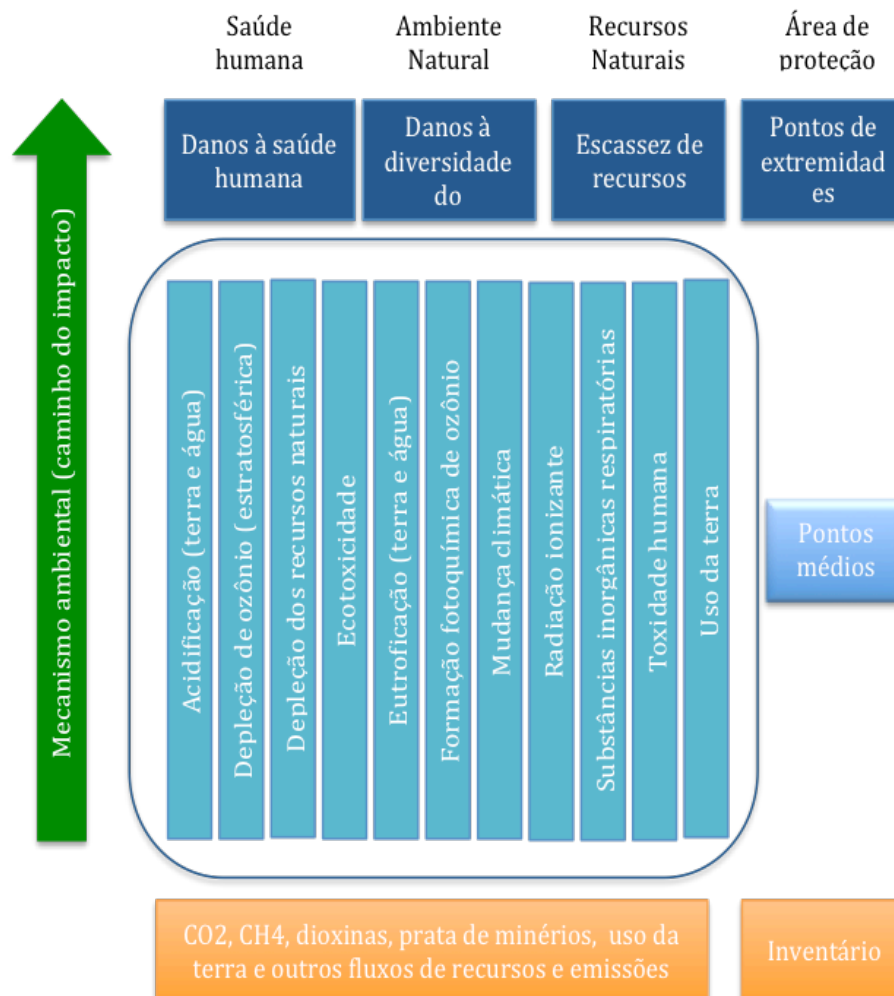 Saúde
humana
Ambiente
Natural
Recursos
Naturais
Área de
proteção
Danos à saúde
humana
Danos à
diversidade
do
Escassez de
recursos
Pontos de
extremidad
es
Mecanismo ambiental (caminho do impacto)
Acidificação (terra e água)
Depleção de ozônio (estratosférica)
Depleção dos recursos naturais
Ecotoxicidade
Eutroficação (terra e água)
Formação fotoquímica de ozônio
Mudança climática
Radiação ionizante
Substâncias inorgânicas respiratórias
Toxidade humana
Uso da terra
Pontos
médios
CO2, CH4, dioxinas, prata de minérios, uso da
terra e outros fluxos de recursos e emissões
Inventário